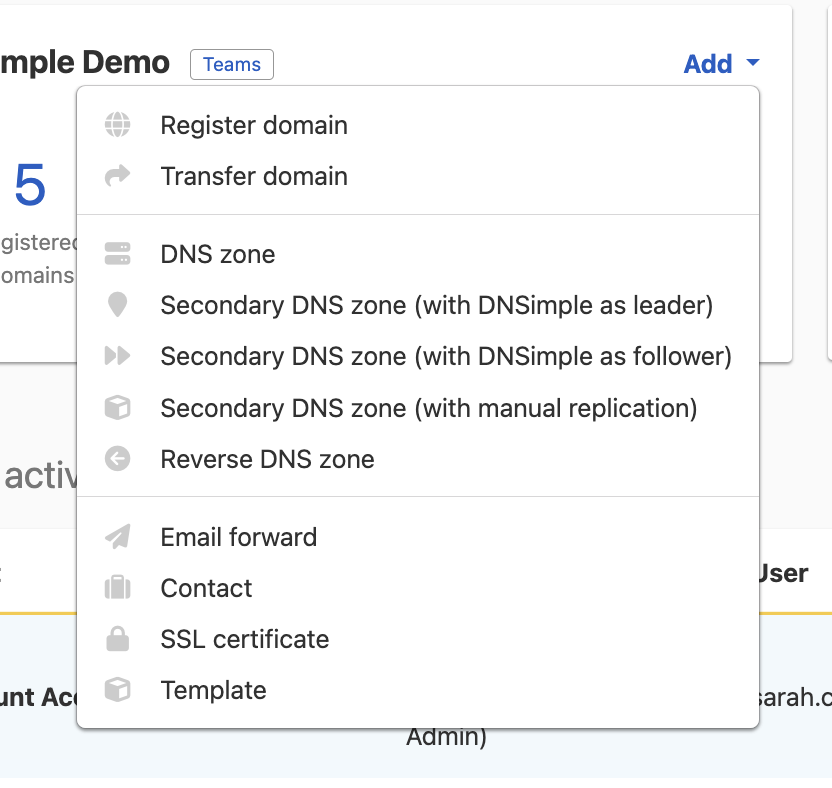 mple Demo Teams Add
Register domain
Transfer domain
5
gistered
omains
DNS zone
Secondary DNS zone (with DNSimple as leader)
Secondary DNS zone (with DNSimple as follower)
Secondary DNS zone (with manual replication)
Reverse DNS zone
activ
Email forward
Contact
SSL certificate
Template
User
unt Acc
sarah.c
Admin)